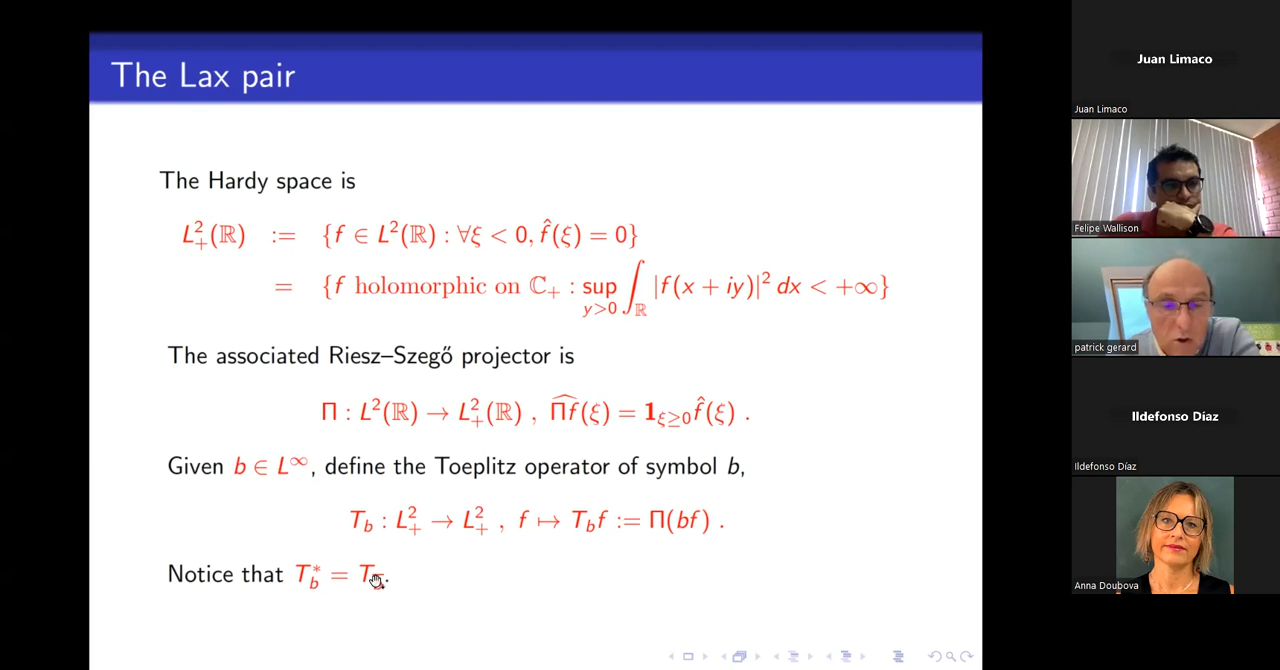 The Lax pair
The Hardy space is
L²₊(ℝ) := {f ∈ L²(ℝ) : ∀ξ < 0, f̂(ξ) = 0}
= {f holomorphic on ℂ₊ : sup_{y>0} ∫_ℝ |f(x + iy)|² dx < +∞}
The associated Riesz–Szegő projector is
Π : L²(ℝ) → L²₊(ℝ) , \widehat{Πf}(ξ) = 𝟏_{ξ≥0} f̂(ξ) .
Given b ∈ L^∞, define the Toeplitz operator of symbol b,
T_b : L²₊ → L²₊ , f ↦ T_b f := Π(bf) .
Notice that T_b^* = T
Juan Limaco
Juan Limaco
Felipe Wallison
patrick gerard
Ildefonso Díaz
Ildefonso Díaz
Anna Doubova